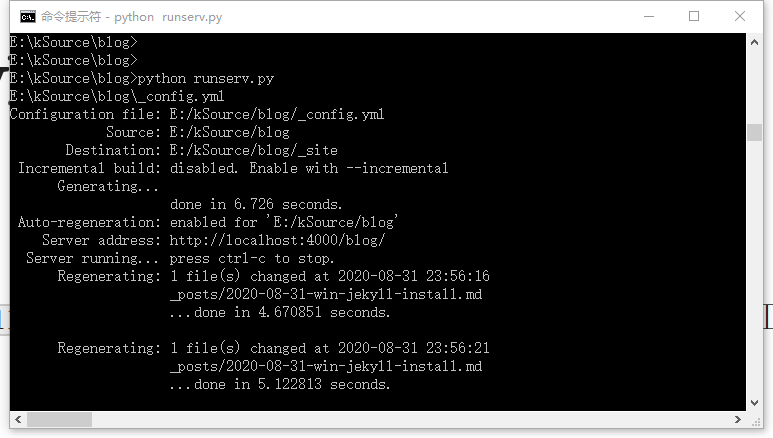 命令提示符 - python  runserv.py
E:\kSource\blog>
E:\kSource\blog>
E:\kSource\blog>python runserv.py
E:\kSource\blog\_config.yml
Configuration file: E:/kSource/blog/_config.yml
            Source: E:/kSource/blog
       Destination: E:/kSource/blog/_site
 Incremental build: disabled. Enable with --incremental
      Generating...
                    done in 6.726 seconds.
 Auto-regeneration: enabled for 'E:/kSource/blog'
    Server address: http://localhost:4000/blog/
  Server running... press ctrl-c to stop.
      Regenerating: 1 file(s) changed at 2020-08-31 23:56:16
                    _posts/2020-08-31-win-jekyll-install.md
                    ...done in 4.670851 seconds.

      Regenerating: 1 file(s) changed at 2020-08-31 23:56:21
                    _posts/2020-08-31-win-jekyll-install.md
                    ...done in 5.122813 seconds.